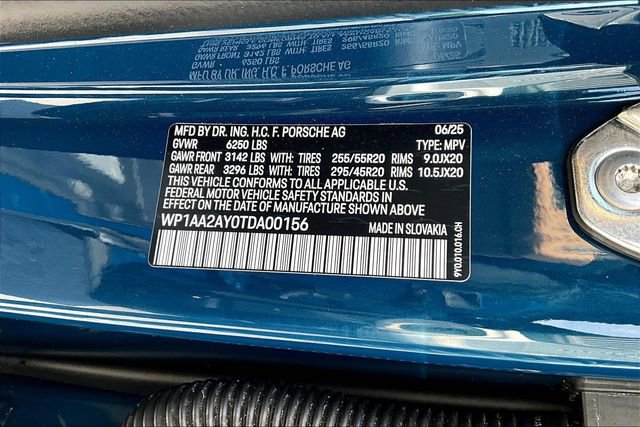 MFD BY DR. ING. H.C. F. PORSCHE AG 06/25
GVWR 6250 LBS TYPE: MPV
GAWR FRONT 3142 LBS WITH: TIRES 255/55R20 RIMS 9.0JX20
GAWR REAR 3296 LBS WITH: TIRES 295/45R20 RIMS 10.5JX20
THIS VEHICLE CONFORMS TO ALL APPLICABLE U.S.
FEDERAL MOTOR VEHICLE SAFETY STANDARDS IN
EFFECT ON THE DATE OF MANUFACTURE SHOWN ABOVE.
WP1AA2AY0TDA00156 MADE IN SLOVAKIA
9Y0.010.016.CH